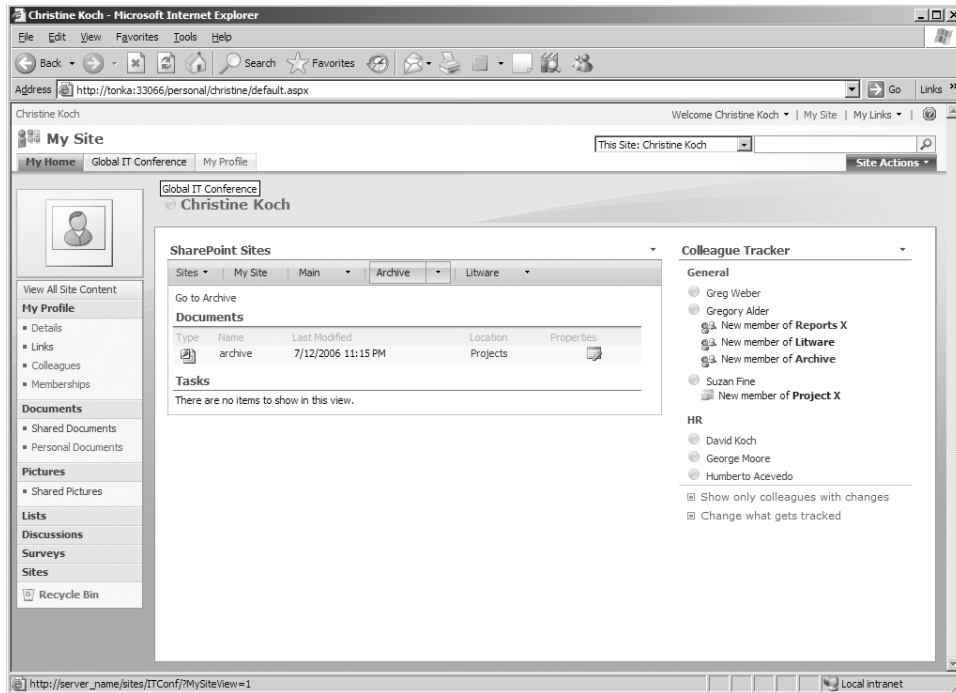 Christine Koch - Microsoft Internet Explorer
File Edit View Favorites Tools Help
Back Search Favorites
Address http://tonka:33066/personal/christine/default.aspx Go Links »
Christine Koch Welcome Christine Koch | My Site | My Links |
My Site This Site: Christine Koch
My Home Global IT Conference My Profile Site Actions
Global IT Conference
Christine Koch
SharePoint Sites
Sites | My Site | Main Archive Litware
Go to Archive
Documents
Type Name Last Modified Location Properties
archive 7/12/2006 11:15 PM Projects
Tasks
There are no items to show in this view.
Colleague Tracker
General
Greg Weber
Gregory Alder
New member of Reports X
New member of Litware
New member of Archive
Suzan Fine
New member of Project X
HR
David Koch
George Moore
Humberto Acevedo
Show only colleagues with changes
Change what gets tracked
View All Site Content
My Profile
Details
Links
Colleagues
Memberships
Documents
Shared Documents
Personal Documents
Pictures
Shared Pictures
Lists
Discussions
Surveys
Sites
Recycle Bin
http://server_name/sites/ITConf/?MySiteView=1 Local intranet